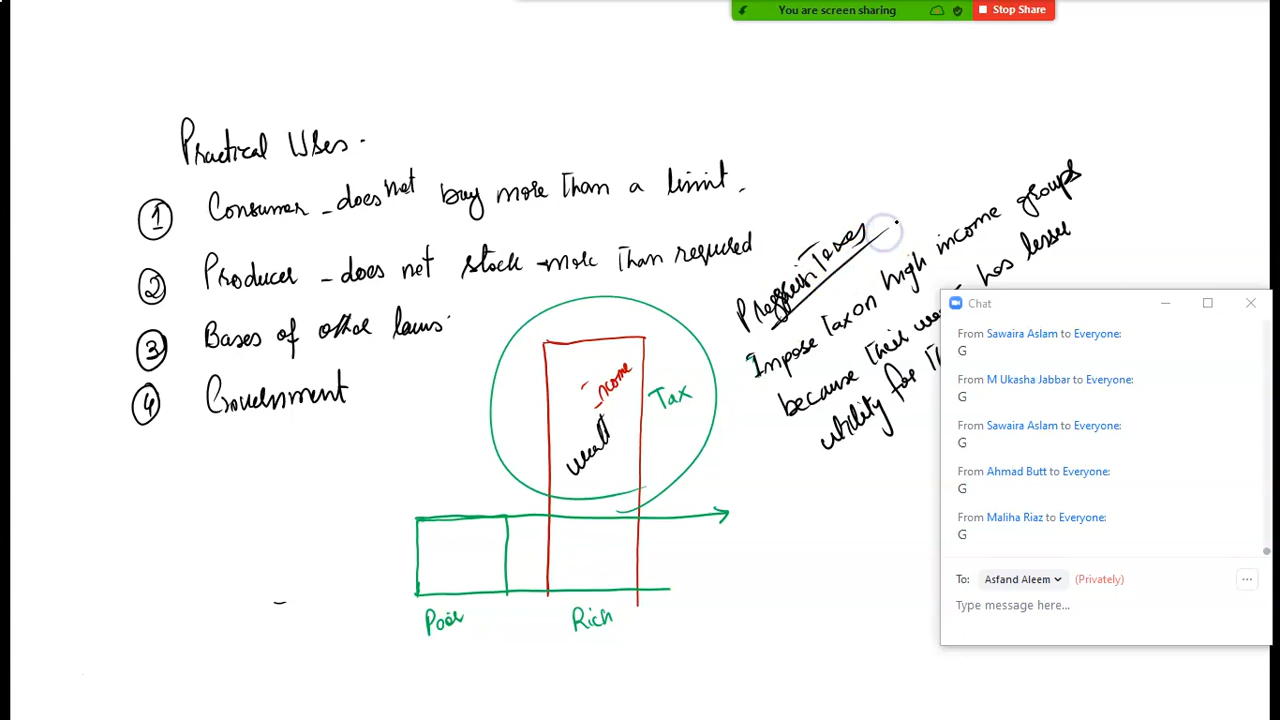 You are screen sharing
Stop Share
Practical Uses.
① Consumer - does not buy more than a limit.
② Producer - does not stock more than required
③ Bases of other laws.
④ Government
Taxes
Impose Tax on high income groups
because their has lesser
utility for
Income
Tax
Poor
Rich
Chat
From Sawaira Aslam to Everyone:
G
From M Ukasha Jabbar to Everyone:
G
From Sawaira Aslam to Everyone:
G
From Ahmad Butt to Everyone:
G
From Maliha Riaz to Everyone:
G
To: Asfand Aleem (Privately)
Type message here...